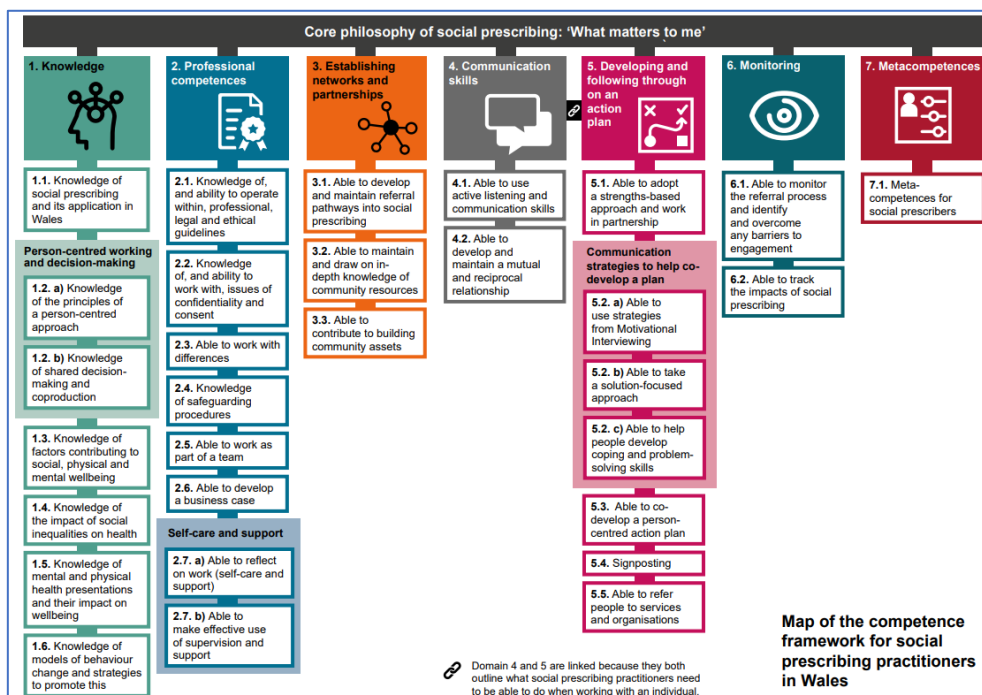 Core philosophy of social prescribing: ‘What matters to me’
1. Knowledge
2. Professional
competences
3. Establishing
networks and
partnerships
4. Communication
skills
5. Developing and
following through
on an
action
plan
6. Monitoring
7. Metacompetences
1.1. Knowledge of
social prescribing
and its application in
Wales
Person-centred working
and decision-making
1.2. a) Knowledge
of the principles of
a person-centred
approach
1.2. b) Knowledge
of shared decision-
making and
coproduction
1.3. Knowledge of
factors contributing to
social, physical and
mental wellbeing
1.4. Knowledge of
the impact of social
inequalities on health
1.5. Knowledge of
mental and physical
health presentations
and their impact on
wellbeing
1.6. Knowledge of
models of behaviour
change and strategies
to promote this
2.1. Knowledge of,
and ability to operate
within, professional,
legal and ethical
guidelines
2.2. Knowledge
of, and ability to
work with, issues of
confidentiality and
consent
2.3. Able to work with
differences
2.4. Knowledge
of safeguarding
procedures
2.5. Able to work as
part of a team
2.6. Able to develop
a business case
Self-care and support
2.7. a) Able to reflect
on work (self-care and
support)
2.7. b) Able to
make effective use
of supervision and
support
3.1. Able to develop
and maintain referral
pathways into social
prescribing
3.2. Able to maintain
and draw on in-
depth knowledge of
community resources
3.3. Able to
contribute to building
community assets
4.1. Able to use
active listening and
communication skills
4.2. Able to
develop and
maintain a mutual
and reciprocal
relationship
5.1. Able to adopt
a strengths-based
approach and work
in partnership
Communication
strategies to help co-
develop a plan
5.2. a) Able to
use strategies
from Motivational
Interviewing
5.2. b) Able to take
a solution-focused
approach
5.2. c) Able to help
people develop
coping and problem-
solving skills
5.3. Able to co-
develop a person-
centred action plan
5.4. Signposting
5.5. Able to refer
people to services
and organisations
6.1. Able to monitor
the referral process
and identify
and overcome
any barriers to
engagement
6.2. Able to track
the impacts of social
prescribing
7.1. Meta-
competences for
social prescribers
Domain 4 and 5 are linked because they both
outline what social prescribing practitioners need
to be able to do when working with an individual.
Map of the competence
framework for social
prescribing practitioners
in Wales